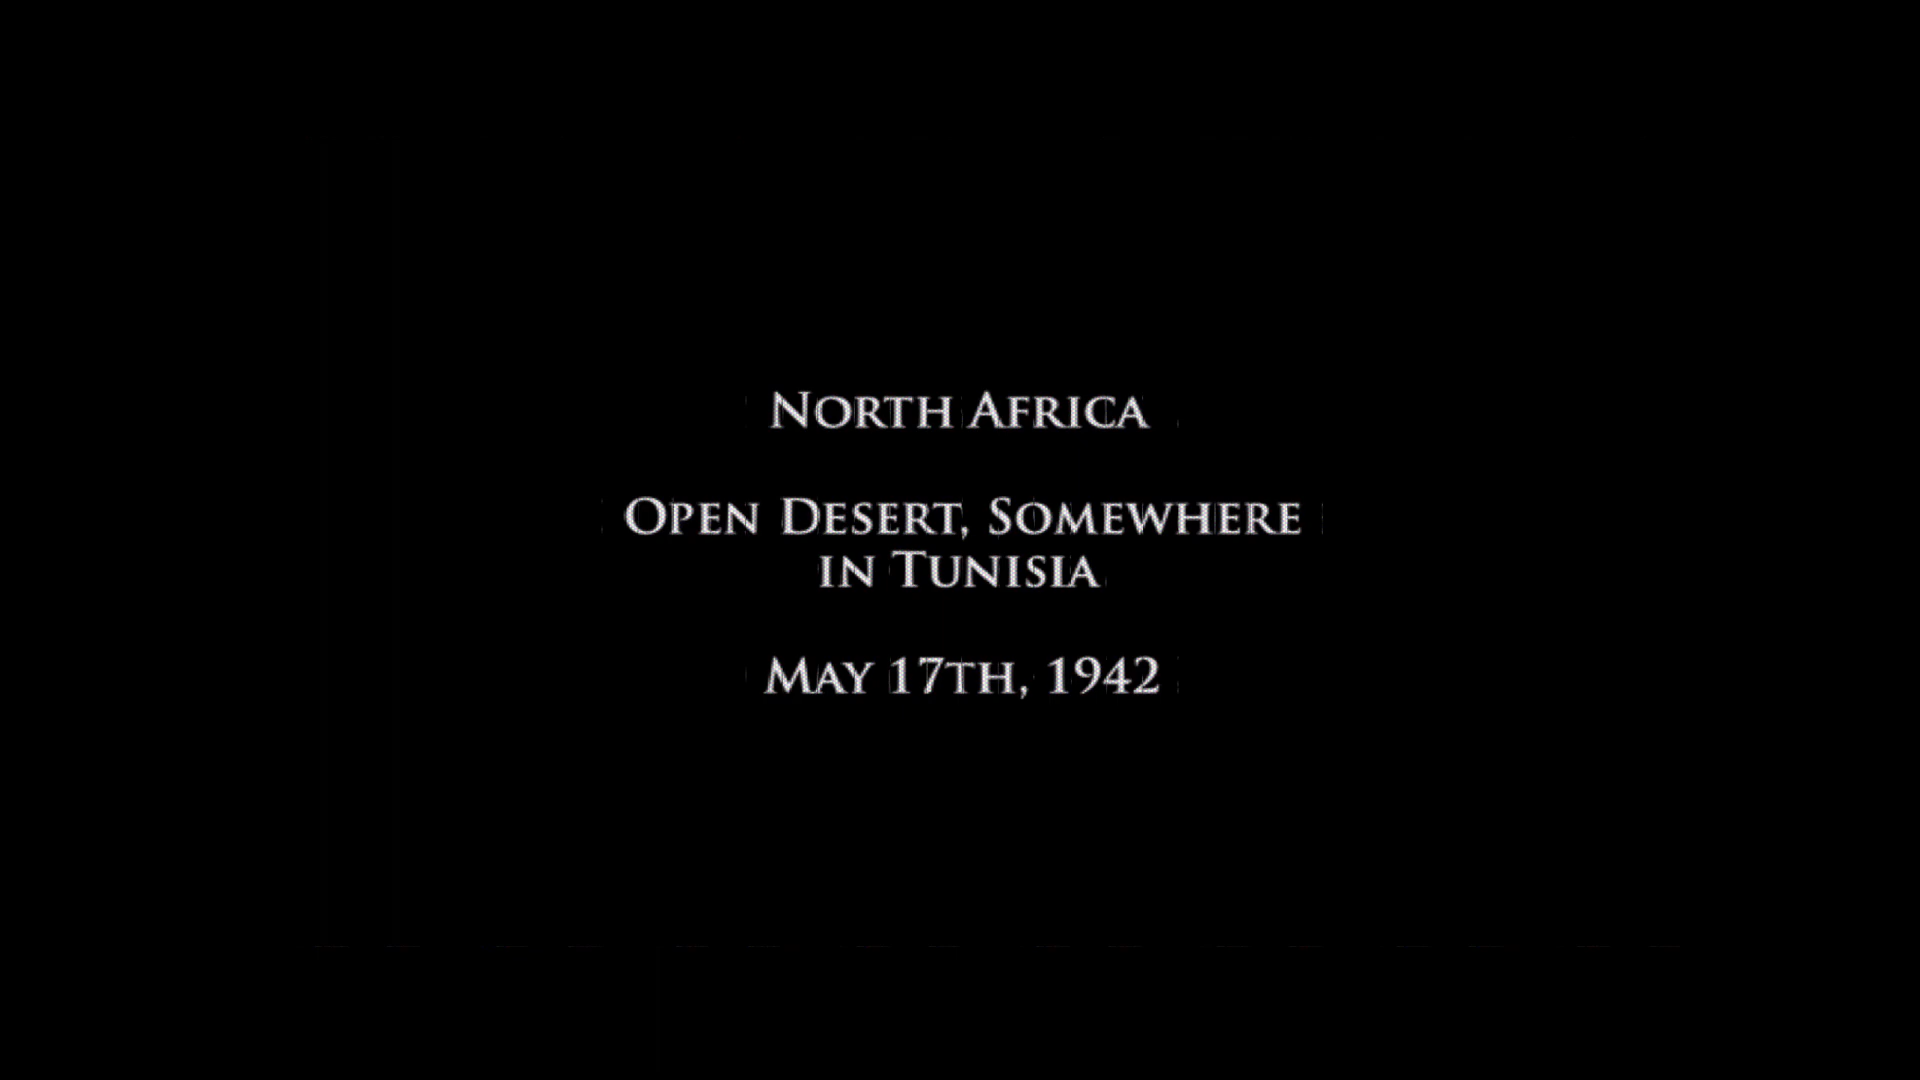 North Africa
Open Desert, Somewhere
in Tunisia
May 17th, 1942